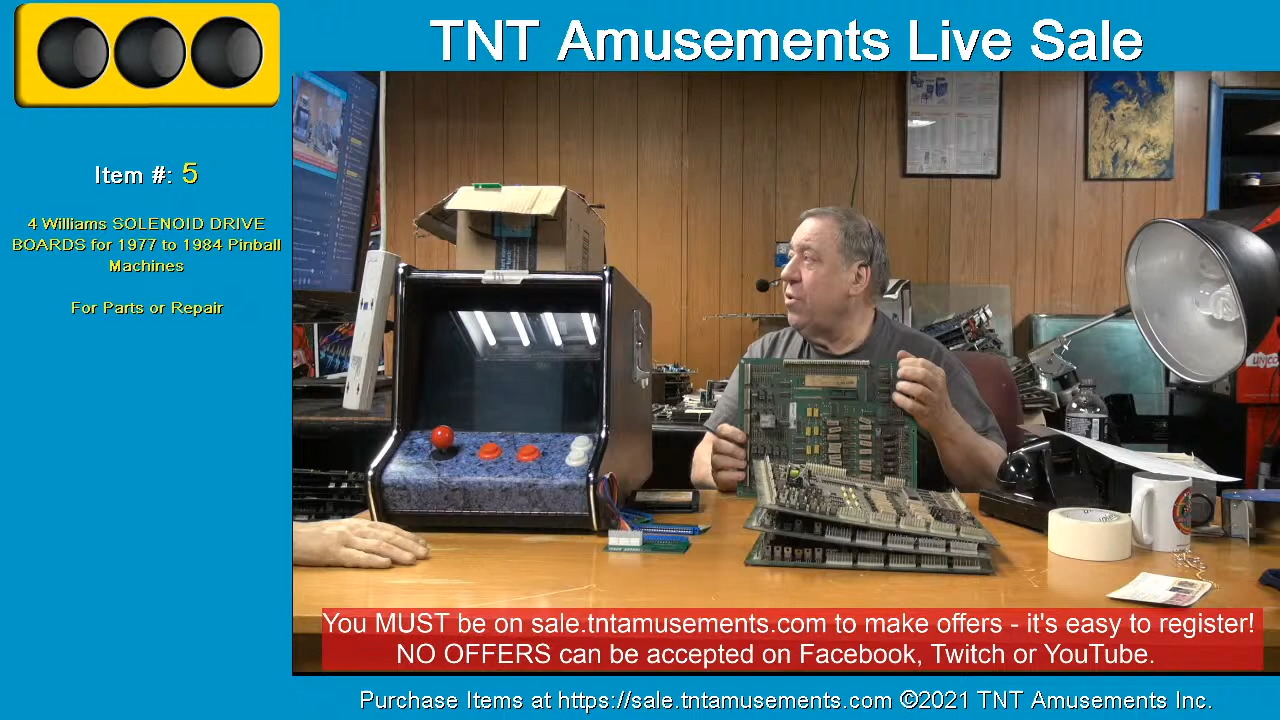 TNT Amusements Live Sale
Item #: 5
4 Williams SOLENOID DRIVE
BOARDS for 1977 to 1984 Pinball
Machines
For Parts or Repair
UNICO
You MUST be on sale.tntamusements.com to make offers - it's easy to register!
NO OFFERS can be accepted on Facebook, Twitch or YouTube.
Purchase Items at https://sale.tntamusements.com ©2021 TNT Amusements Inc.